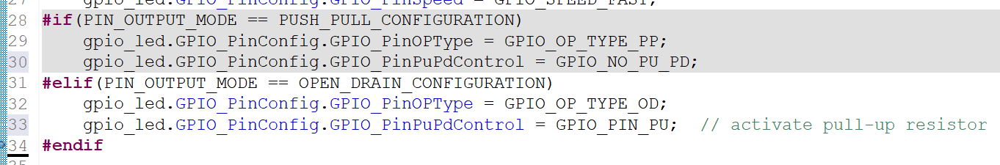 27 gpio_led.GPIO_PinConfig.GPIO_PinSpeed = GPIO_SPEED_FAST;
28 #if(PIN_OUTPUT_MODE == PUSH_PULL_CONFIGURATION)
29 gpio_led.GPIO_PinConfig.GPIO_PinOPType = GPIO_OP_TYPE_PP;
30 gpio_led.GPIO_PinConfig.GPIO_PinPuPdControl = GPIO_NO_PU_PD;
31 #elif(PIN_OUTPUT_MODE == OPEN_DRAIN_CONFIGURATION)
32 gpio_led.GPIO_PinConfig.GPIO_PinOPType = GPIO_OP_TYPE_OD;
33 gpio_led.GPIO_PinConfig.GPIO_PinPuPdControl = GPIO_PIN_PU; // activate pull-up resistor
34 #endif
35